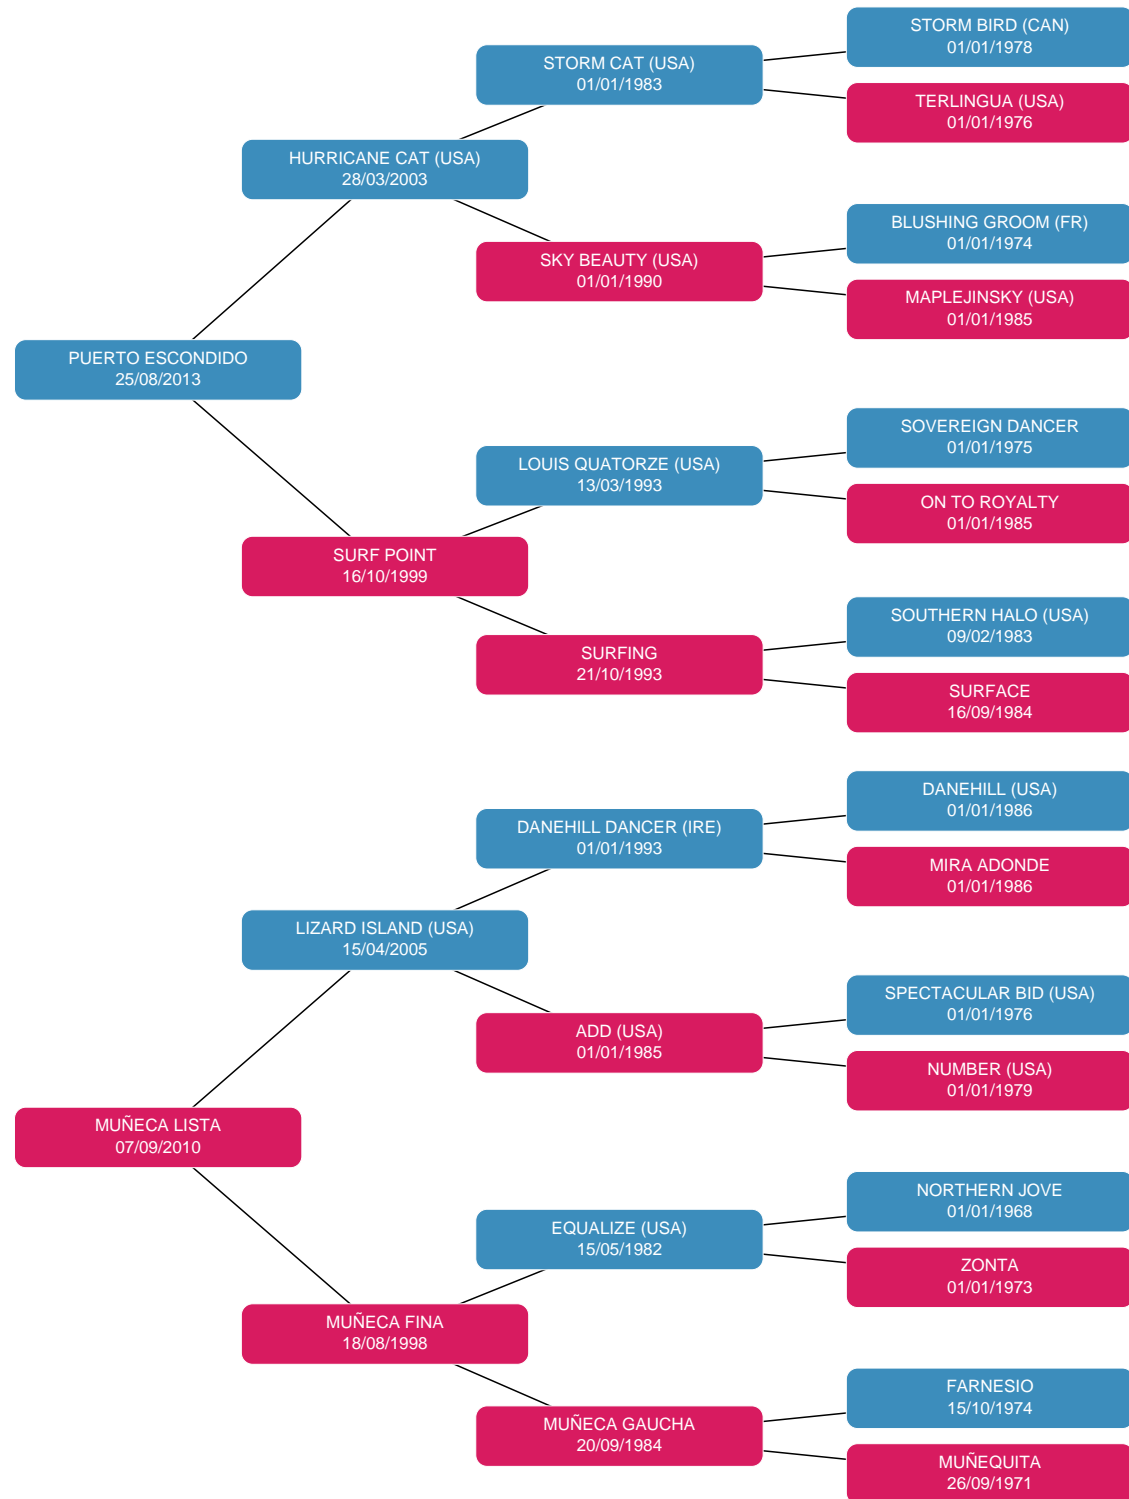 STORM BIRD (CAN)
01/01/1978
STORM CAT (USA)
01/01/1983
TERLINGUA (USA)
01/01/1976
HURRICANE CAT (USA)
28/03/2003
BLUSHING GROOM (FR)
01/01/1974
SKY BEAUTY (USA)
01/01/1990
MAPLEJINSKY (USA)
01/01/1985
PUERTO ESCONDIDO
25/08/2013
SOVEREIGN DANCER
01/01/1975
LOUIS QUATORZE (USA)
13/03/1993
ON TO ROYALTY
01/01/1985
SURF POINT
16/10/1999
SOUTHERN HALO (USA)
09/02/1983
SURFING
21/10/1993
SURFACE
16/09/1984
DANEHILL (USA)
01/01/1986
DANEHILL DANCER (IRE)
01/01/1993
MIRA ADONDE
01/01/1986
LIZARD ISLAND (USA)
15/04/2005
SPECTACULAR BID (USA)
01/01/1976
ADD (USA)
01/01/1985
NUMBER (USA)
01/01/1979
MUÑECA LISTA
07/09/2010
NORTHERN JOVE
01/01/1968
EQUALIZE (USA)
15/05/1982
ZONTA
01/01/1973
MUÑECA FINA
18/08/1998
FARNESIO
15/10/1974
MUÑECA GAUCHA
20/09/1984
MUÑEQUITA
26/09/1971